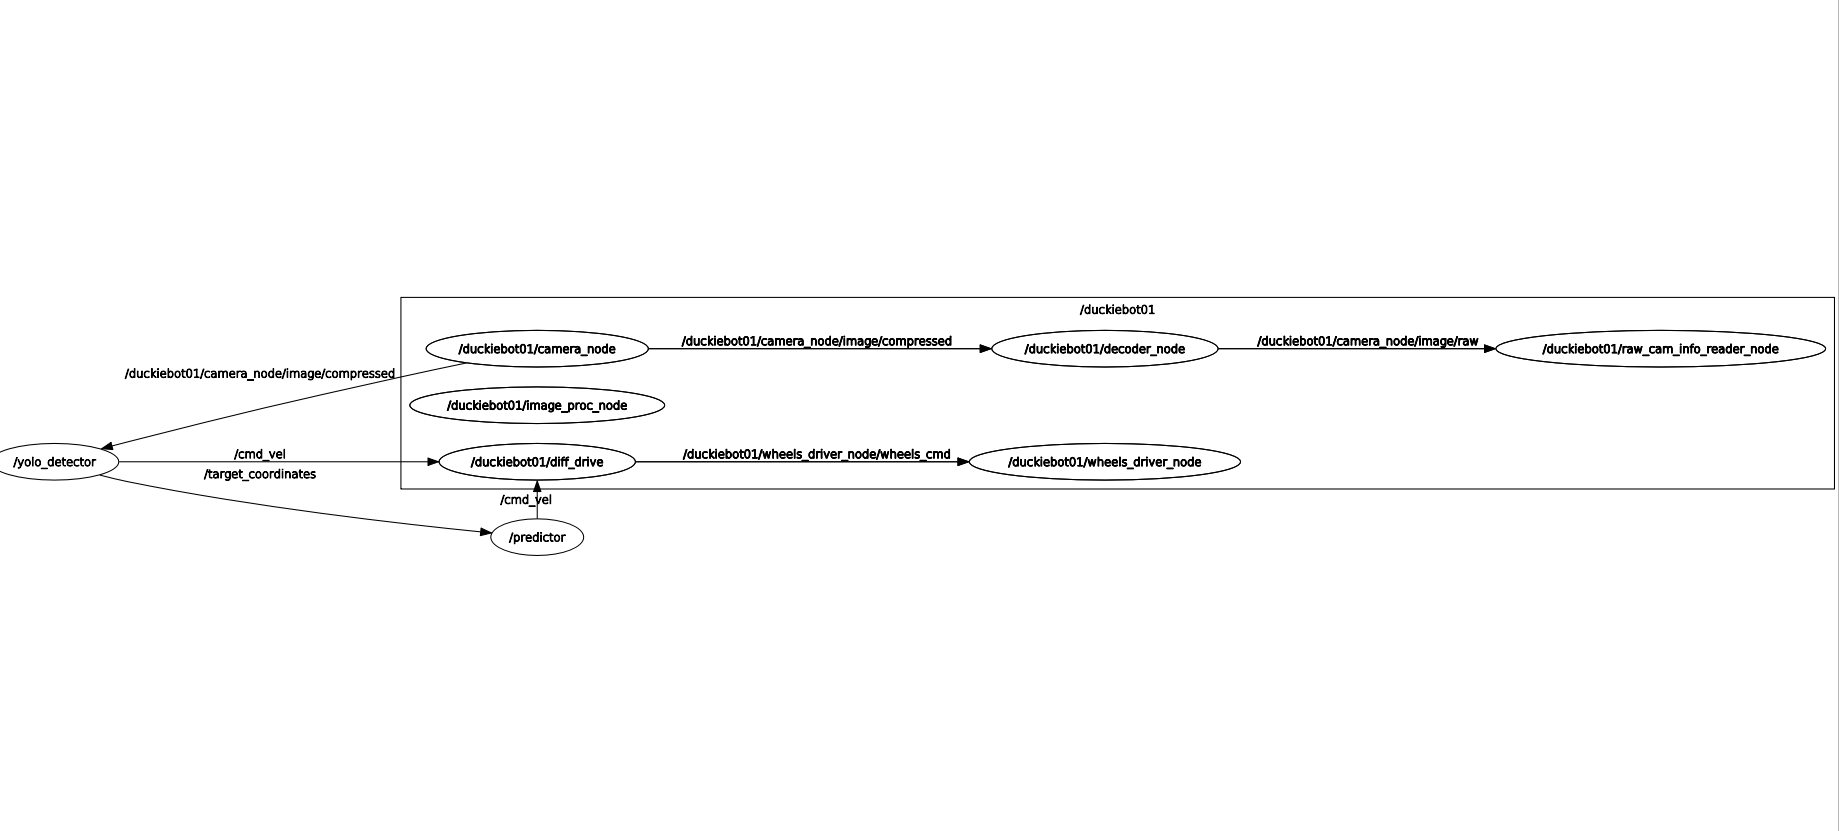 /duckiebot01
/duckiebot01/camera_node
/duckiebot01/camera_node/image/compressed
/duckiebot01/decoder_node
/duckiebot01/camera_node/image/raw
/duckiebot01/raw_cam_info_reader_node
/duckiebot01/camera_node/image/compressed
/duckiebot01/image_proc_node
/yolo_detector
/cmd_vel
/target_coordinates
/duckiebot01/diff_drive
/duckiebot01/wheels_driver_node/wheels_cmd
/duckiebot01/wheels_driver_node
/cmd_vel
/predictor